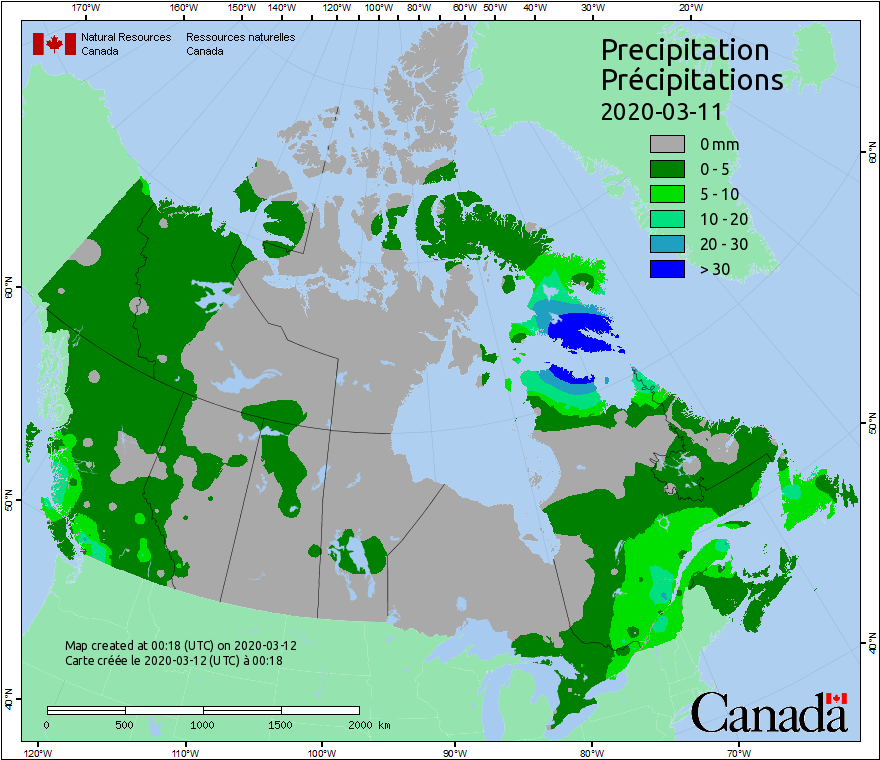 170°W 160°W 150°W 140°W 130°W 120°W 110°W 100°W 90°W 80°W 60°W 50°W 40°W 30°W 20°W
Natural Resources Canada
Ressources naturelles Canada
Precipitation
Précipitations
2020-03-11
0 mm
0 - 5
5 - 10
10 - 20
20 - 30
> 30
60°N
60°N
50°N
50°N
40°N
40°N
Map created at 00:18 (UTC) on 2020-03-12
Carte créée le 2020-03-12 (UTC) à 00:18
0 500 1000 1500 2000 km
Canada
120°W 110°W 100°W 90°W 80°W 70°W